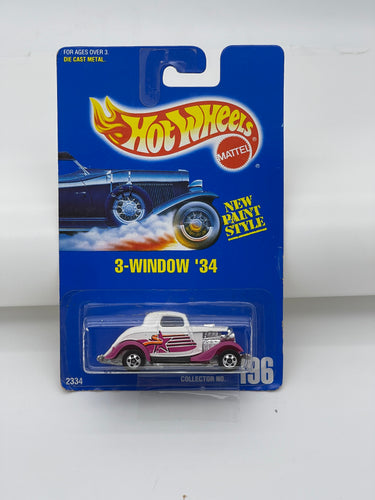 FOR AGES OVER 3.
DIE CAST METAL.
HOT WHEELS®
MATTEL
NEW
PAINT
STYLE
3-WINDOW '34
2334
COLLECTOR NO.
196